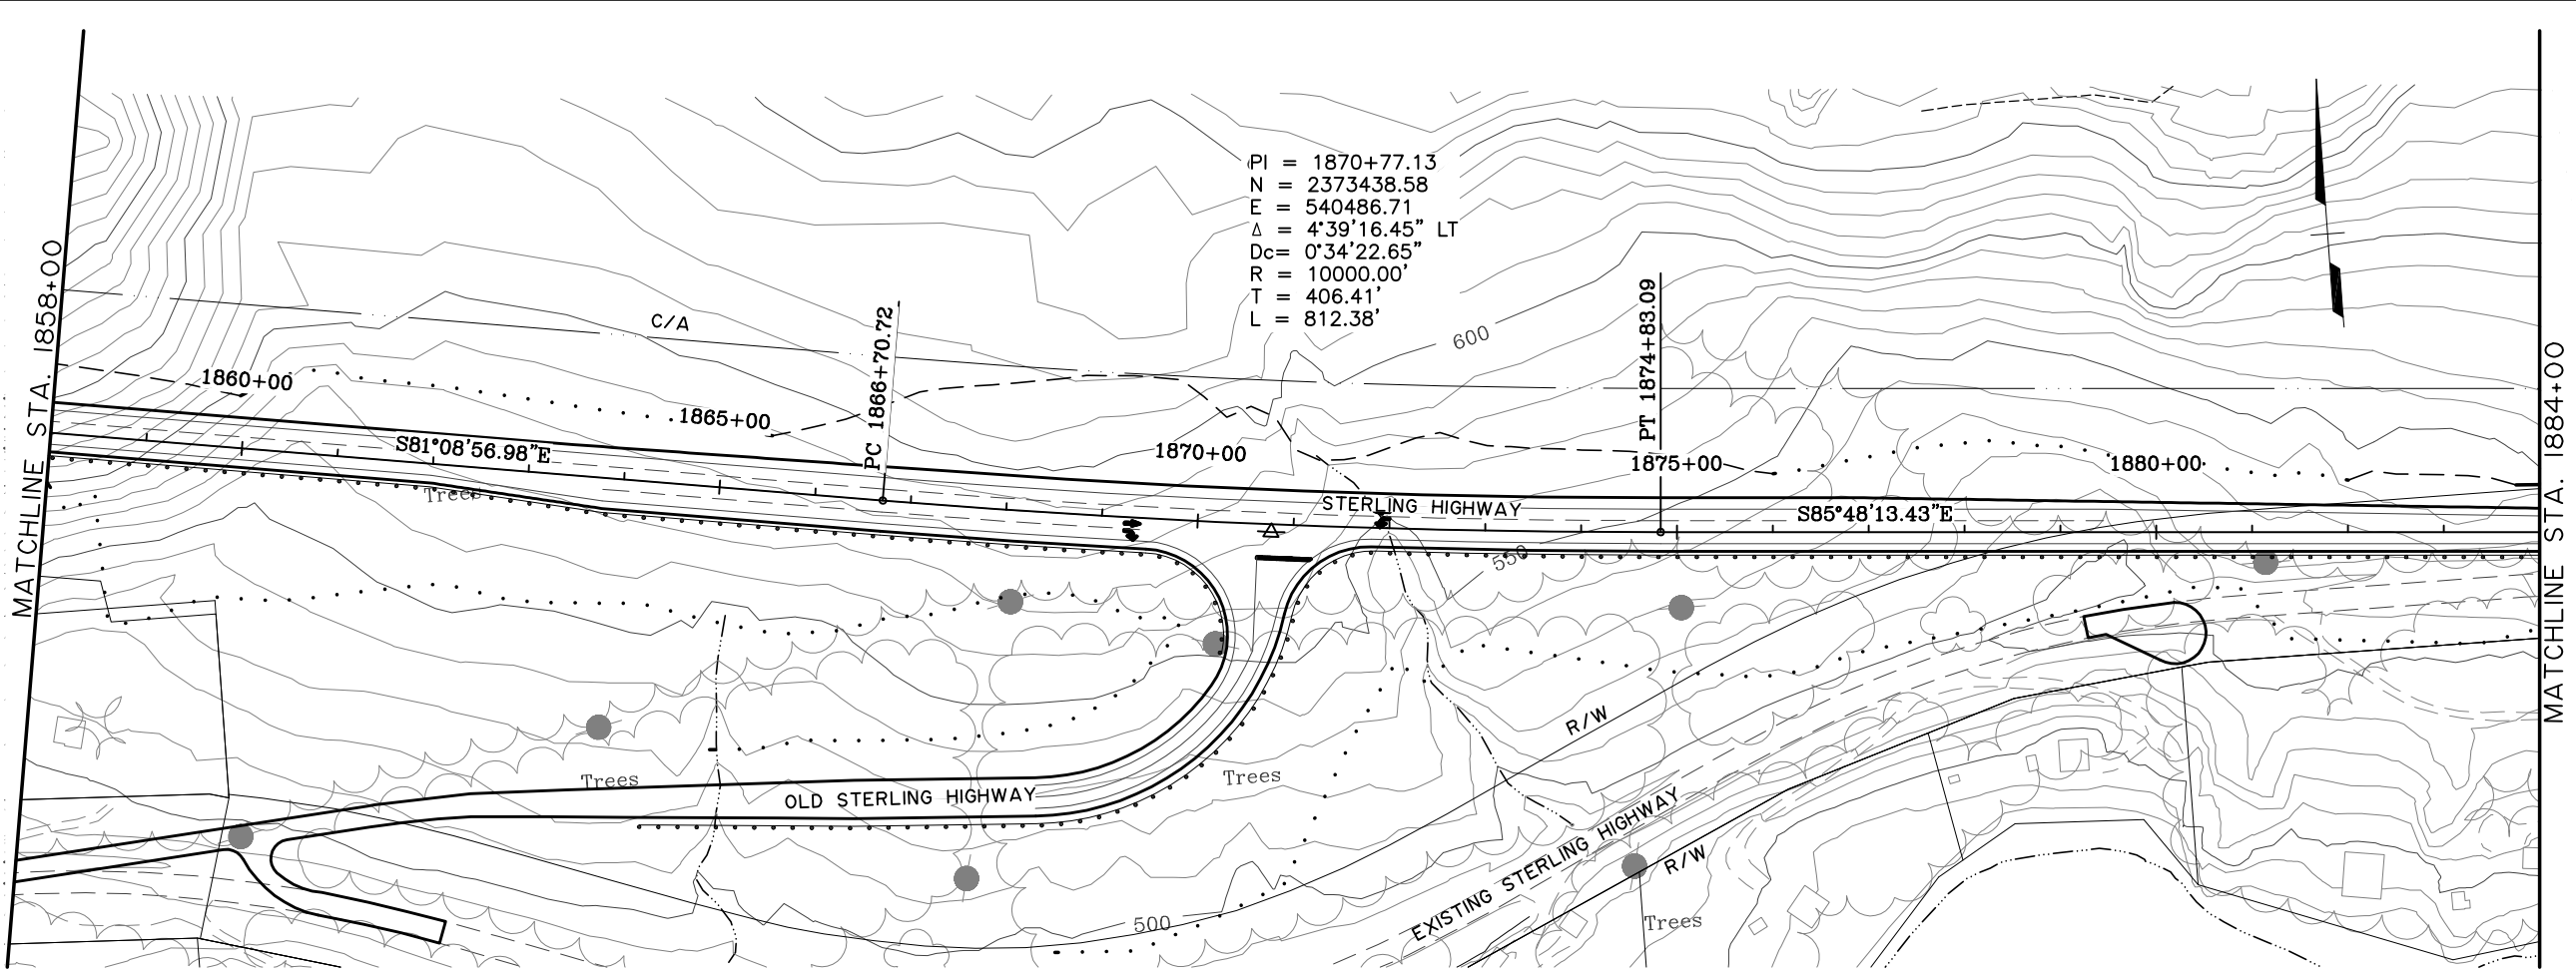 MATCHLINE STA. 1858+00
PI = 1870+77.13
N = 2373438.58
E = 540486.71
Δ = 4°39'16.45" LT
Dc= 0°34'22.65"
R = 10000.00'
T = 406.41'
L = 812.38'
C/A
600
PC 1866+70.72
PT 1874+83.09
MATCHLINE STA. 1884+00
1860+00
1865+00
1870+00
1875+00
1880+00
S81°08'56.98"E
STERLING HIGHWAY
S85°48'13.43"E
Trees
550
R/W
Trees
Trees
OLD STERLING HIGHWAY
EXISTING STERLING HIGHWAY
R/W
500
Trees